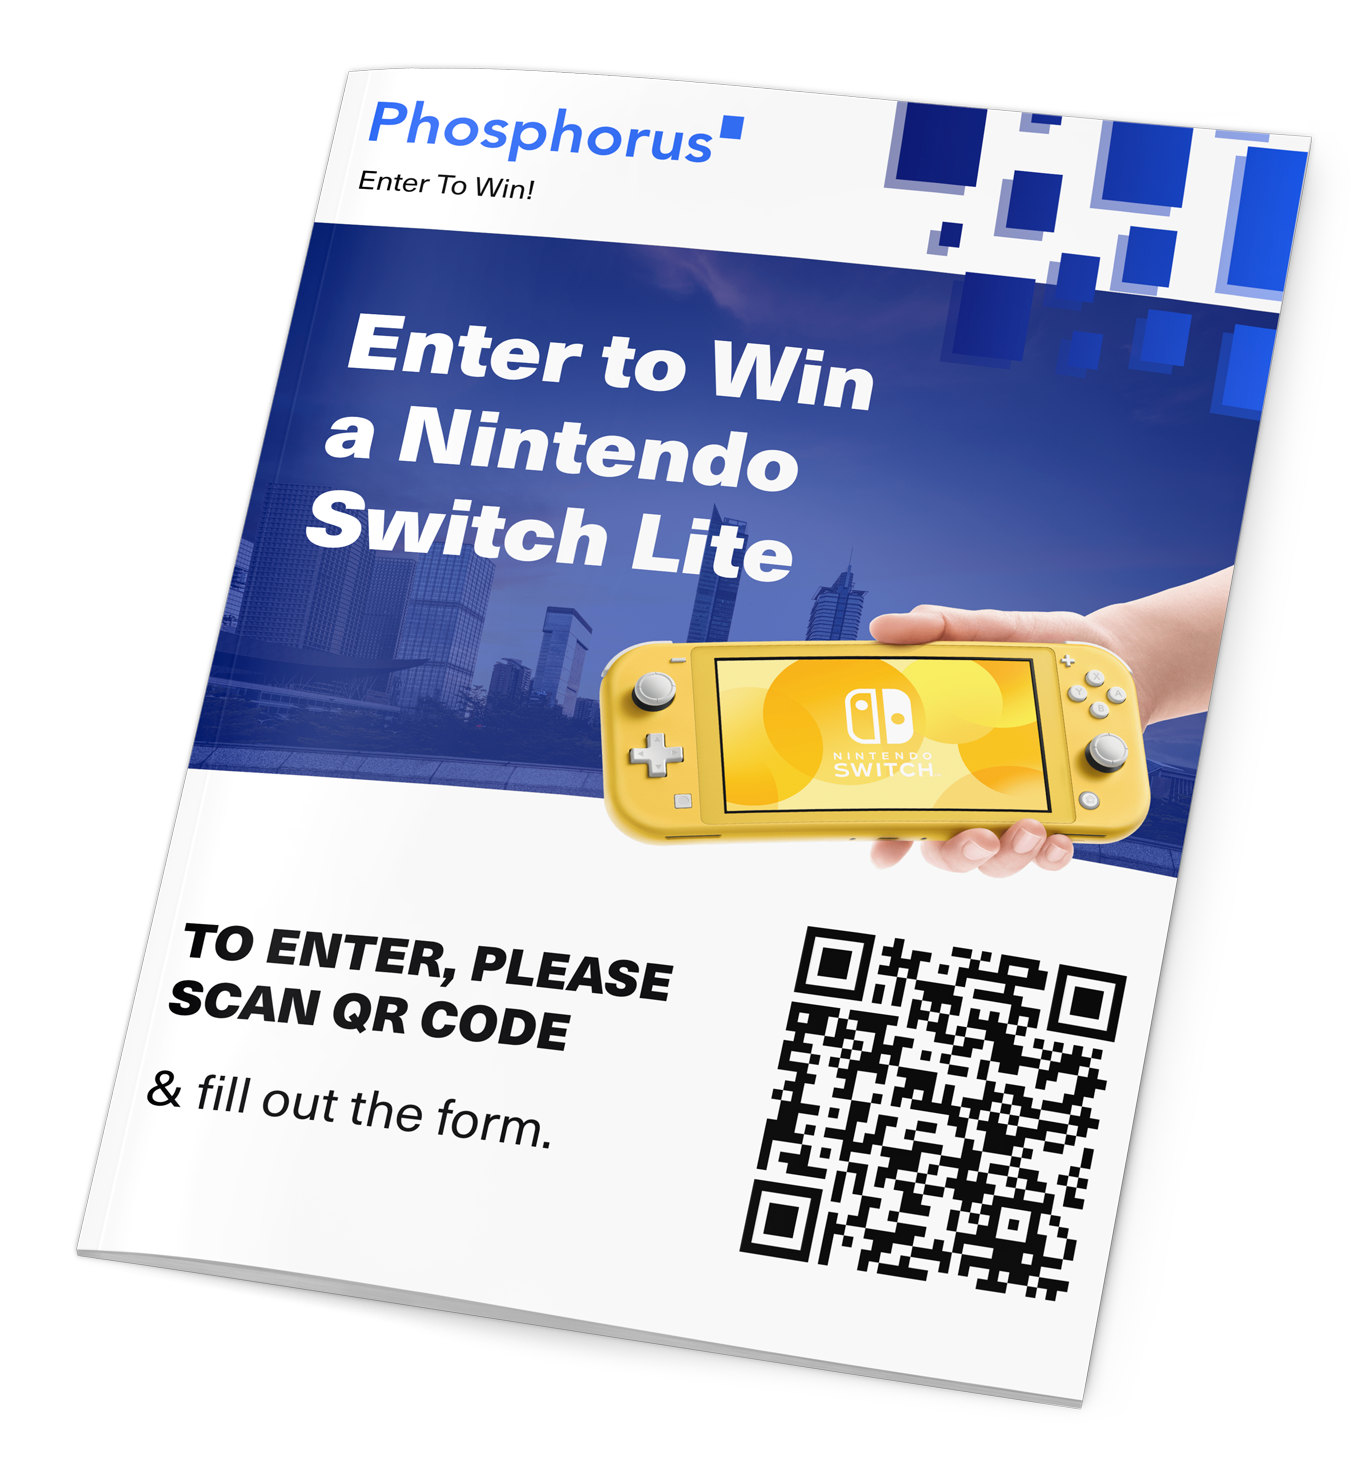 Phosphorus
Enter To Win!
Enter to Win
a Nintendo
Switch Lite
NINTENDO
SWITCH
X
Y
A
B
TO ENTER, PLEASE
SCAN QR CODE
& fill out the form.